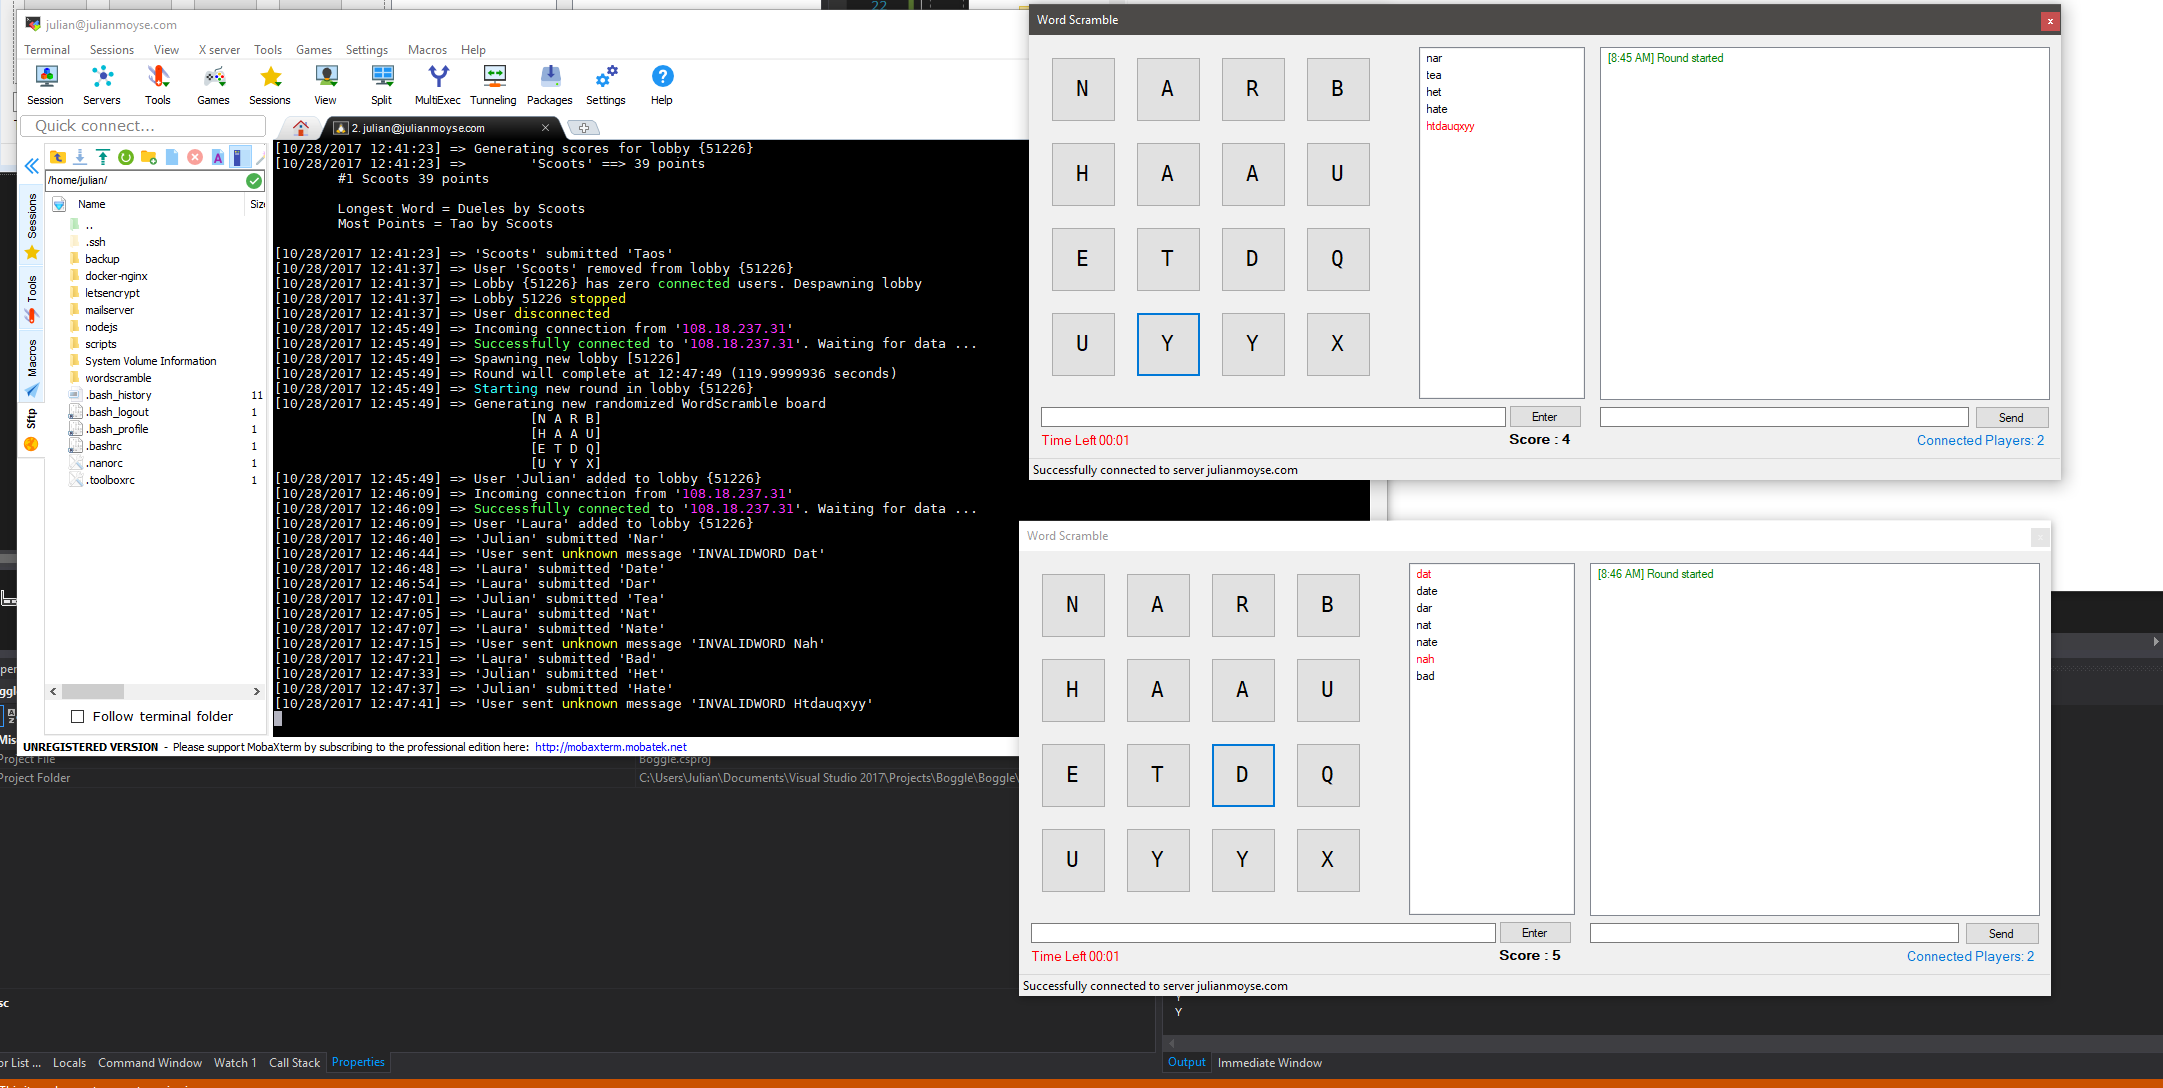 22
julian@julianmoyse.com
Terminal Sessions View X server Tools Games Settings Macros Help
Session Servers Tools Games Sessions View Split MultiExec Tunneling Packages Settings Help
Quick connect...
2. julian@julianmoyse.com
/home/julian/
Name
..
.ssh
backup
docker-nginx
letsencrypt
mailserver
nodejs
scripts
System Volume Information
wordscramble
.bash_history 11
.bash_logout 1
.bash_profile 1
.bashrc 1
.nanorc 1
.toolboxrc 1
Sessions
Tools
Macros
Sftp
Follow terminal folder
[10/28/2017 12:41:23] => Generating scores for lobby {51226}
[10/28/2017 12:41:23] => 'Scoots' ==> 39 points
#1 Scoots 39 points
Longest Word = Dueles by Scoots
Most Points = Tao by Scoots
[10/28/2017 12:41:23] => 'Scoots' submitted 'Taos'
[10/28/2017 12:41:37] => User 'Scoots' removed from lobby {51226}
[10/28/2017 12:41:37] => Lobby {51226} has zero connected users. Despawning lobby
[10/28/2017 12:41:37] => Lobby 51226 stopped
[10/28/2017 12:41:37] => User disconnected
[10/28/2017 12:45:49] => Incoming connection from '108.18.237.31'
[10/28/2017 12:45:49] => Successfully connected to '108.18.237.31'. Waiting for data ...
[10/28/2017 12:45:49] => Spawning new lobby [51226]
[10/28/2017 12:45:49] => Round will complete at 12:47:49 (119.9999936 seconds)
[10/28/2017 12:45:49] => Starting new round in lobby {51226}
[10/28/2017 12:45:49] => Generating new randomized WordScramble board
[N A R B]
[H A A U]
[E T D Q]
[U Y Y X]
[10/28/2017 12:45:49] => User 'Julian' added to lobby {51226}
[10/28/2017 12:46:09] => Incoming connection from '108.18.237.31'
[10/28/2017 12:46:09] => Successfully connected to '108.18.237.31'. Waiting for data ...
[10/28/2017 12:46:09] => User 'Laura' added to lobby {51226}
[10/28/2017 12:46:40] => 'Julian' submitted 'Nar'
[10/28/2017 12:46:44] => 'User sent unknown message 'INVALIDWORD Dat'
[10/28/2017 12:46:48] => 'Laura' submitted 'Date'
[10/28/2017 12:46:54] => 'Laura' submitted 'Dar'
[10/28/2017 12:47:01] => 'Julian' submitted 'Tea'
[10/28/2017 12:47:05] => 'Laura' submitted 'Nat'
[10/28/2017 12:47:07] => 'Laura' submitted 'Nate'
[10/28/2017 12:47:15] => 'User sent unknown message 'INVALIDWORD Nah'
[10/28/2017 12:47:21] => 'Laura' submitted 'Bad'
[10/28/2017 12:47:33] => 'Julian' submitted 'Het'
[10/28/2017 12:47:37] => 'Julian' submitted 'Hate'
[10/28/2017 12:47:41] => 'User sent unknown message 'INVALIDWORD Htdauqxyy'
UNREGISTERED VERSION - Please support MobaXterm by subscribing to the professional edition here: http://mobaxterm.mobatek.net
Word Scramble
N A R B
H A A U
E T D Q
U Y Y X
nar
tea
het
hate
htdauqxyy
[8:45 AM] Round started
Enter Send
Time Left 00:01 Score : 4 Connected Players: 2
Successfully connected to server julianmoyse.com
Word Scramble
N A R B
H A A U
E T D Q
U Y Y X
dat
date
dar
nat
nate
nah
bad
[8:46 AM] Round started
Enter Send
Time Left 00:01 Score : 5 Connected Players: 2
Successfully connected to server julianmoyse.com
Project File Boggle.csproj
Project Folder C:\Users\Julian\Documents\Visual Studio 2017\Projects\Boggle\Boggle\
Y
Locals Command Window Watch 1 Call Stack Properties
Output Immediate Window